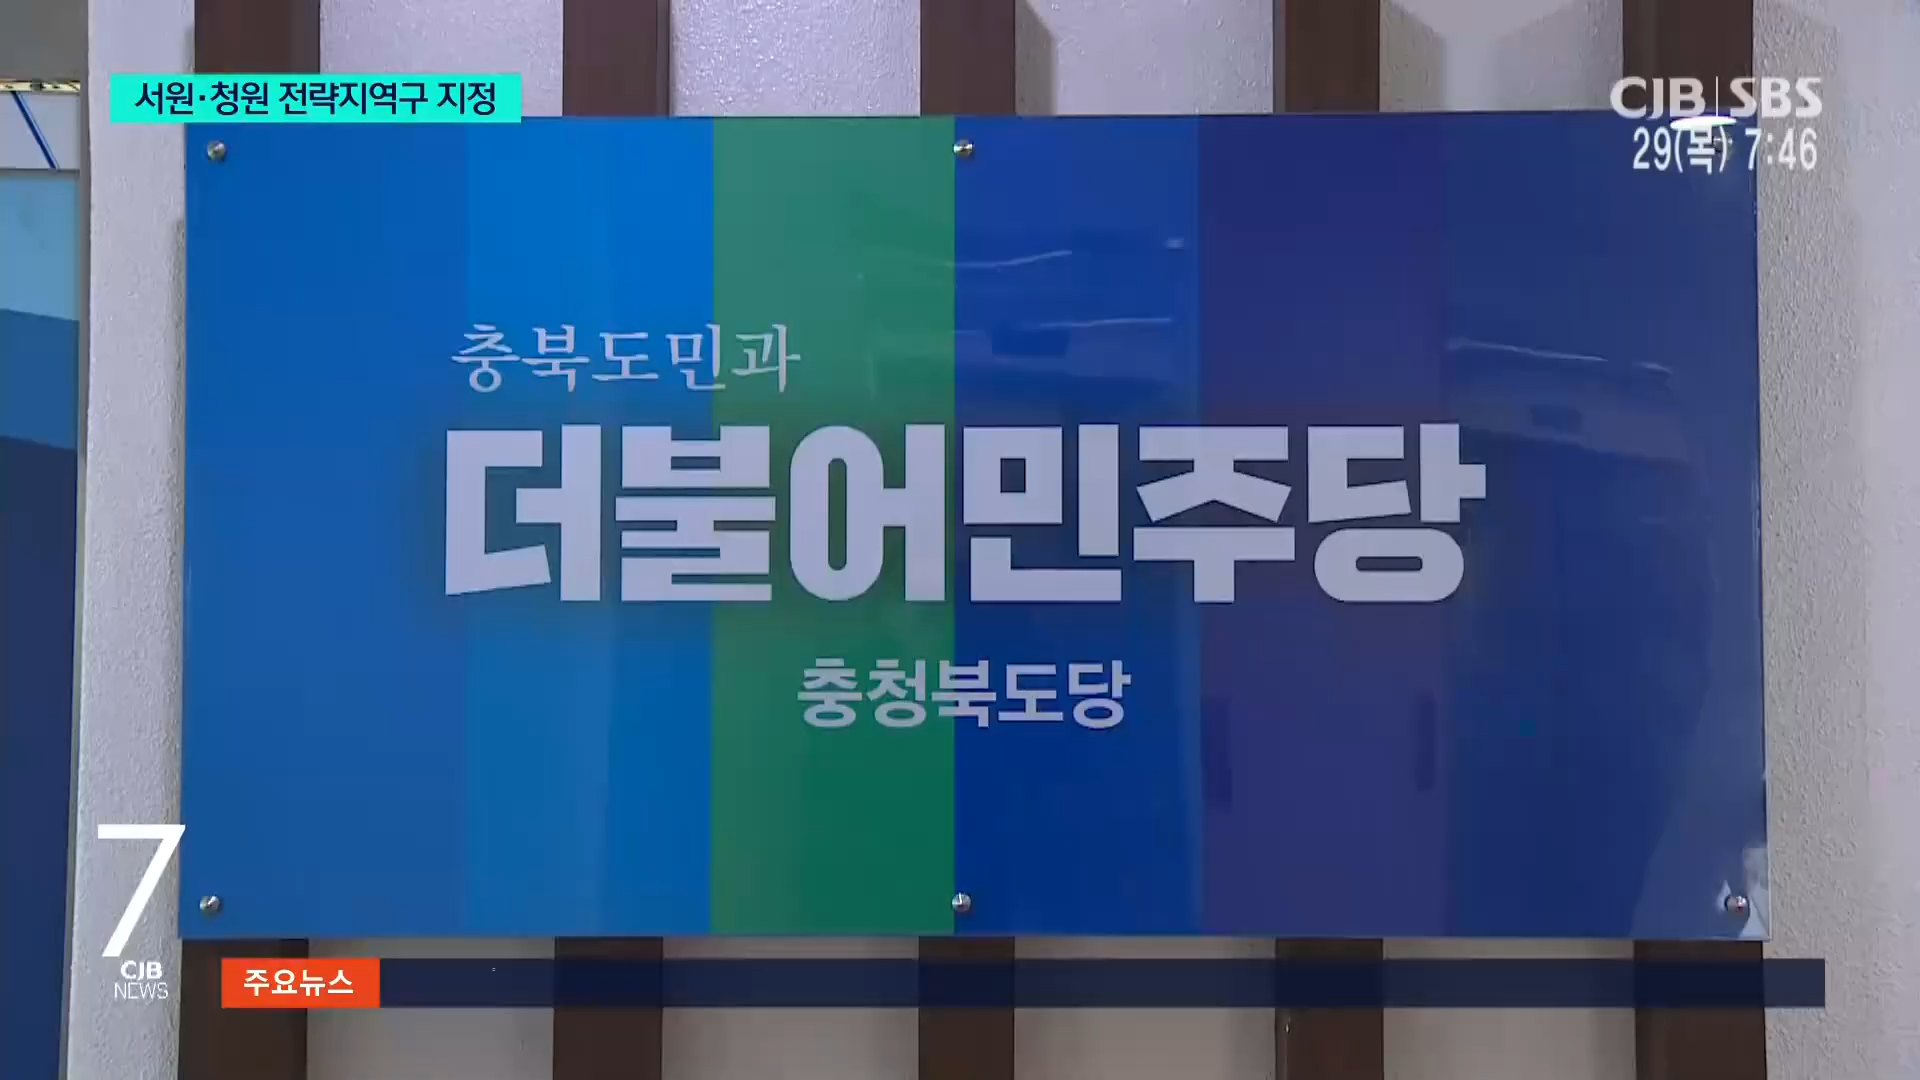 서원·청원 전략지역구 지정
CJB SBS
29(목) 7:46
충북도민과
더불어민주당
충청북도당
7
CJB
NEWS
주요뉴스